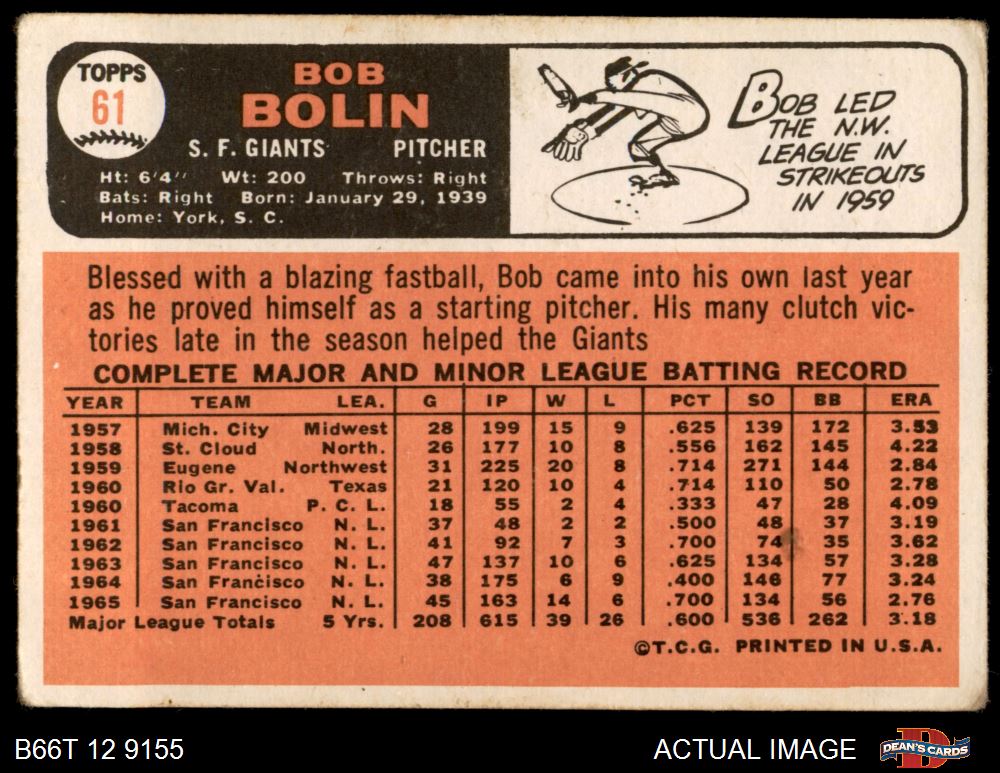 TOPPS
61
BOB
BOLIN
S. F. GIANTS PITCHER
Ht: 6'4" Wt: 200 Throws: Right
Bats: Right Born: January 29, 1939
Home: York, S. C.
BOB LED
THE N.W.
LEAGUE IN
STRIKEOUTS
IN 1959
Blessed with a blazing fastball, Bob came into his own last year
as he proved himself as a starting pitcher. His many clutch vic-
tories late in the season helped the Giants
COMPLETE MAJOR AND MINOR LEAGUE BATTING RECORD
YEAR TEAM LEA. G IP W L PCT SO BB ERA
1957 Mich. City Midwest 28 199 15 9 .625 139 172 3.53
1958 St. Cloud North. 26 177 10 8 .556 162 145 4.22
1959 Eugene Northwest 31 225 20 8 .714 271 144 2.84
1960 Rio Gr. Val. Texas 21 120 10 4 .714 110 50 2.78
1960 Tacoma P. C. L. 18 55 2 4 .333 47 28 4.09
1961 San Francisco N. L. 37 48 2 2 .500 48 37 3.19
1962 San Francisco N. L. 41 92 7 3 .700 74 35 3.62
1963 San Francisco N. L. 47 137 10 6 .625 134 57 3.28
1964 San Francisco N. L. 38 175 6 9 .400 146 77 3.24
1965 San Francisco N. L. 45 163 14 6 .700 134 56 2.76
Major League Totals 5 Yrs. 208 615 39 26 .600 536 262 3.18
©T.C.G. PRINTED IN U.S.A.
B66T 12 9155 ACTUAL IMAGE DEAN'S CARDS